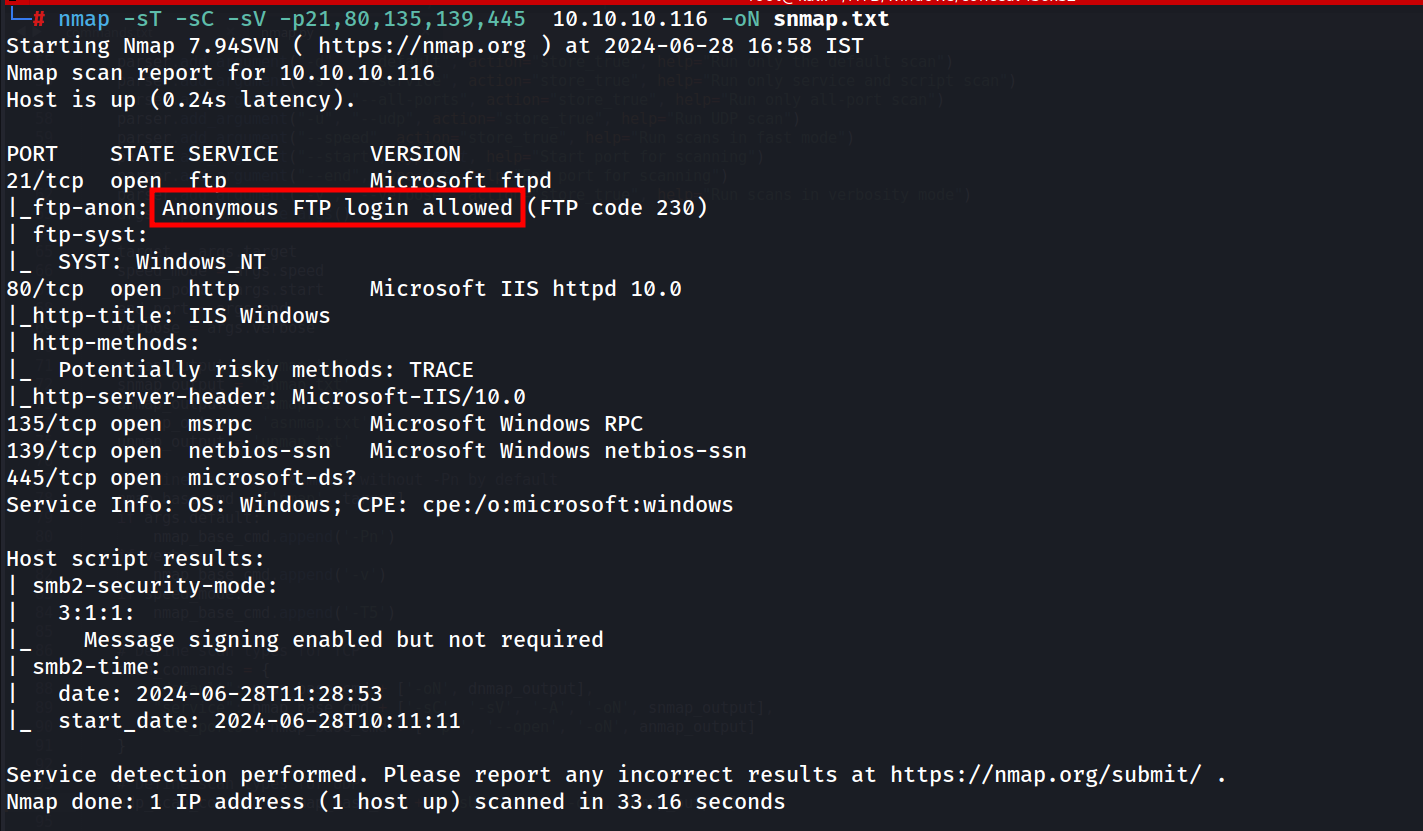 # nmap -sT -sC -sV -p21,80,135,139,445  10.10.10.116 -oN snmap.txt
Starting Nmap 7.94SVN ( https://nmap.org ) at 2024-06-28 16:58 IST
Nmap scan report for 10.10.10.116
Host is up (0.24s latency).

PORT    STATE SERVICE       VERSION
21/tcp  open  ftp           Microsoft ftpd
|_ftp-anon: Anonymous FTP login allowed (FTP code 230)
| ftp-syst:
|_  SYST: Windows_NT
80/tcp  open  http          Microsoft IIS httpd 10.0
|_http-title: IIS Windows
| http-methods:
|_  Potentially risky methods: TRACE
|_http-server-header: Microsoft-IIS/10.0
135/tcp open  msrpc         Microsoft Windows RPC
139/tcp open  netbios-ssn   Microsoft Windows netbios-ssn
445/tcp open  microsoft-ds?
Service Info: OS: Windows; CPE: cpe:/o:microsoft:windows

Host script results:
| smb2-security-mode:
|   3:1:1:
|_    Message signing enabled but not required
| smb2-time:
|   date: 2024-06-28T11:28:53
|_  start_date: 2024-06-28T10:11:11

Service detection performed. Please report any incorrect results at https://nmap.org/submit/ .
Nmap done: 1 IP address (1 host up) scanned in 33.16 seconds